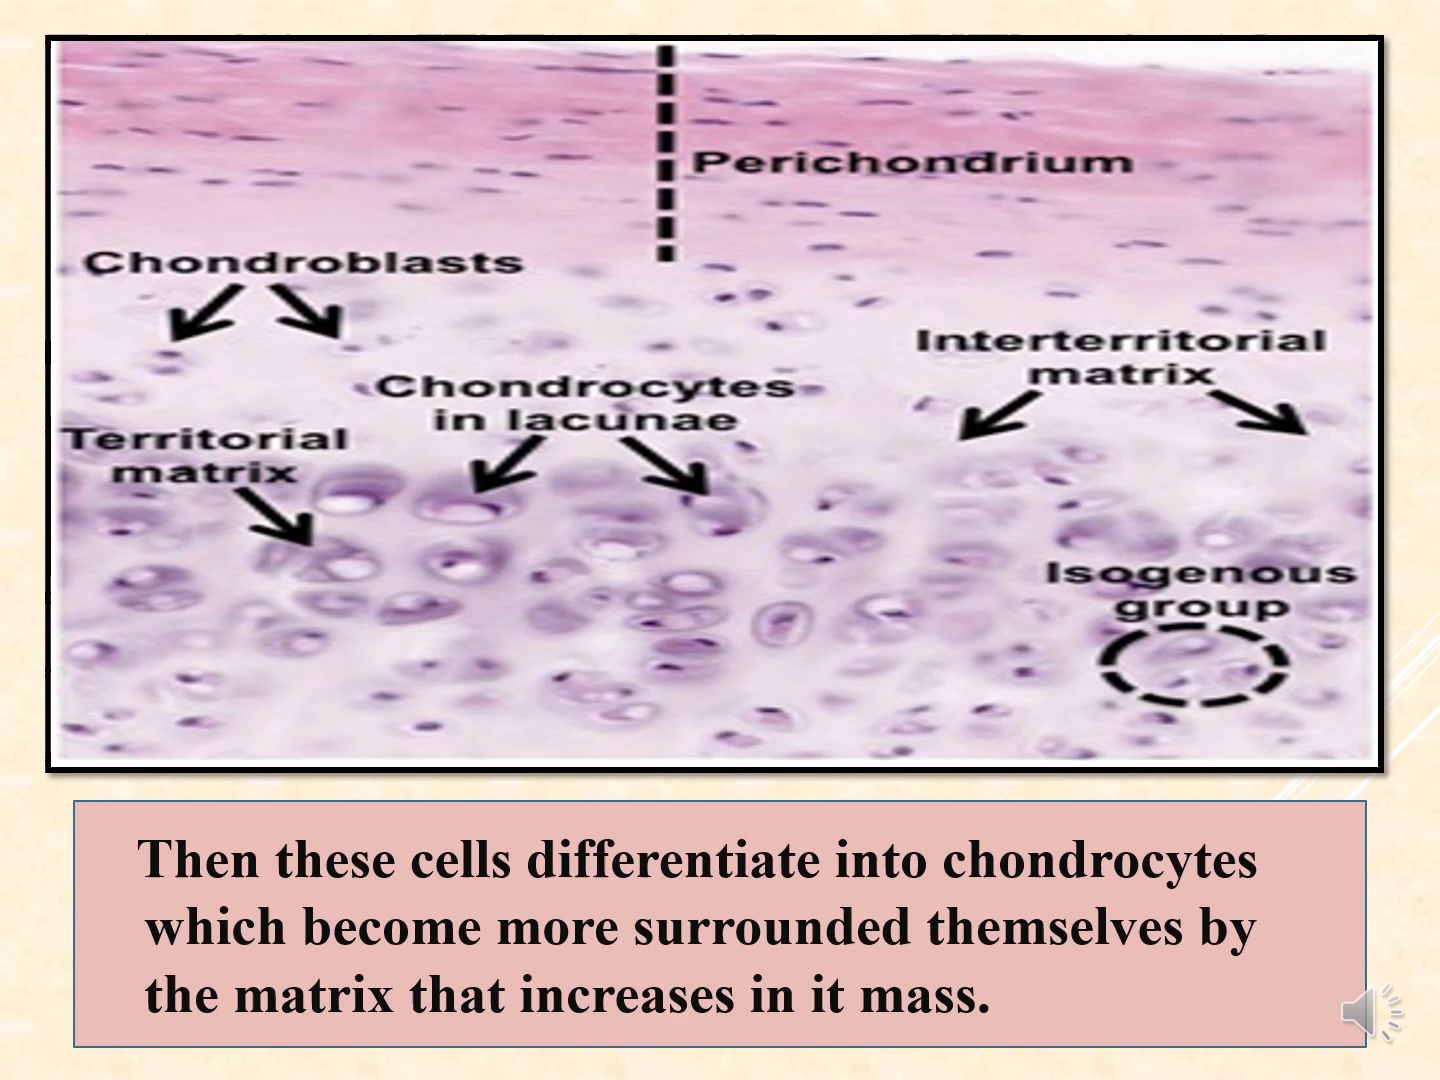 Perichondrium
Chondroblasts
Interterritorial
matrix
Chondrocytes
in lacunae
Territorial
matrix
Isogenous
group
Then these cells differentiate into chondrocytes
which become more surrounded themselves by
the matrix that increases in it mass.